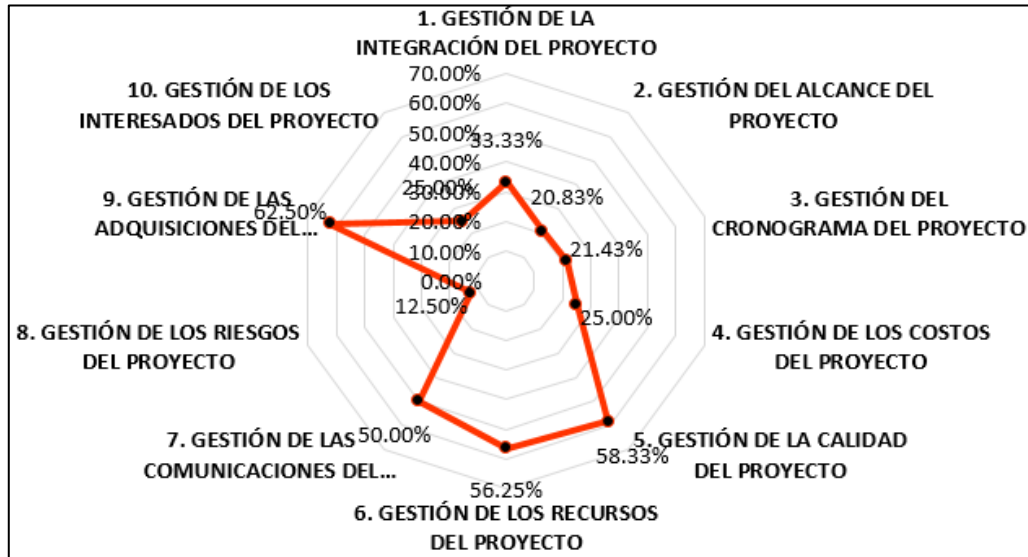 1. GESTIÓN DE LA
INTEGRACIÓN DEL PROYECTO
2. GESTIÓN DEL ALCANCE DEL
PROYECTO
3. GESTIÓN DEL
CRONOGRAMA DEL PROYECTO
4. GESTIÓN DE LOS COSTOS
DEL PROYECTO
5. GESTIÓN DE LA CALIDAD
DEL PROYECTO
6. GESTIÓN DE LOS RECURSOS
DEL PROYECTO
7. GESTIÓN DE LAS
COMUNICACIONES DEL...
8. GESTIÓN DE LOS RIESGOS
DEL PROYECTO
9. GESTIÓN DE LAS
ADQUISICIONES DEL...
10. GESTIÓN DE LOS
INTERESADOS DEL PROYECTO
70.00%
60.00%
50.00%
40.00%
30.00%
20.00%
10.00%
0.00%
33.33%
20.83%
21.43%
25.00%
58.33%
56.25%
50.00%
12.50%
62.50%
25.00%